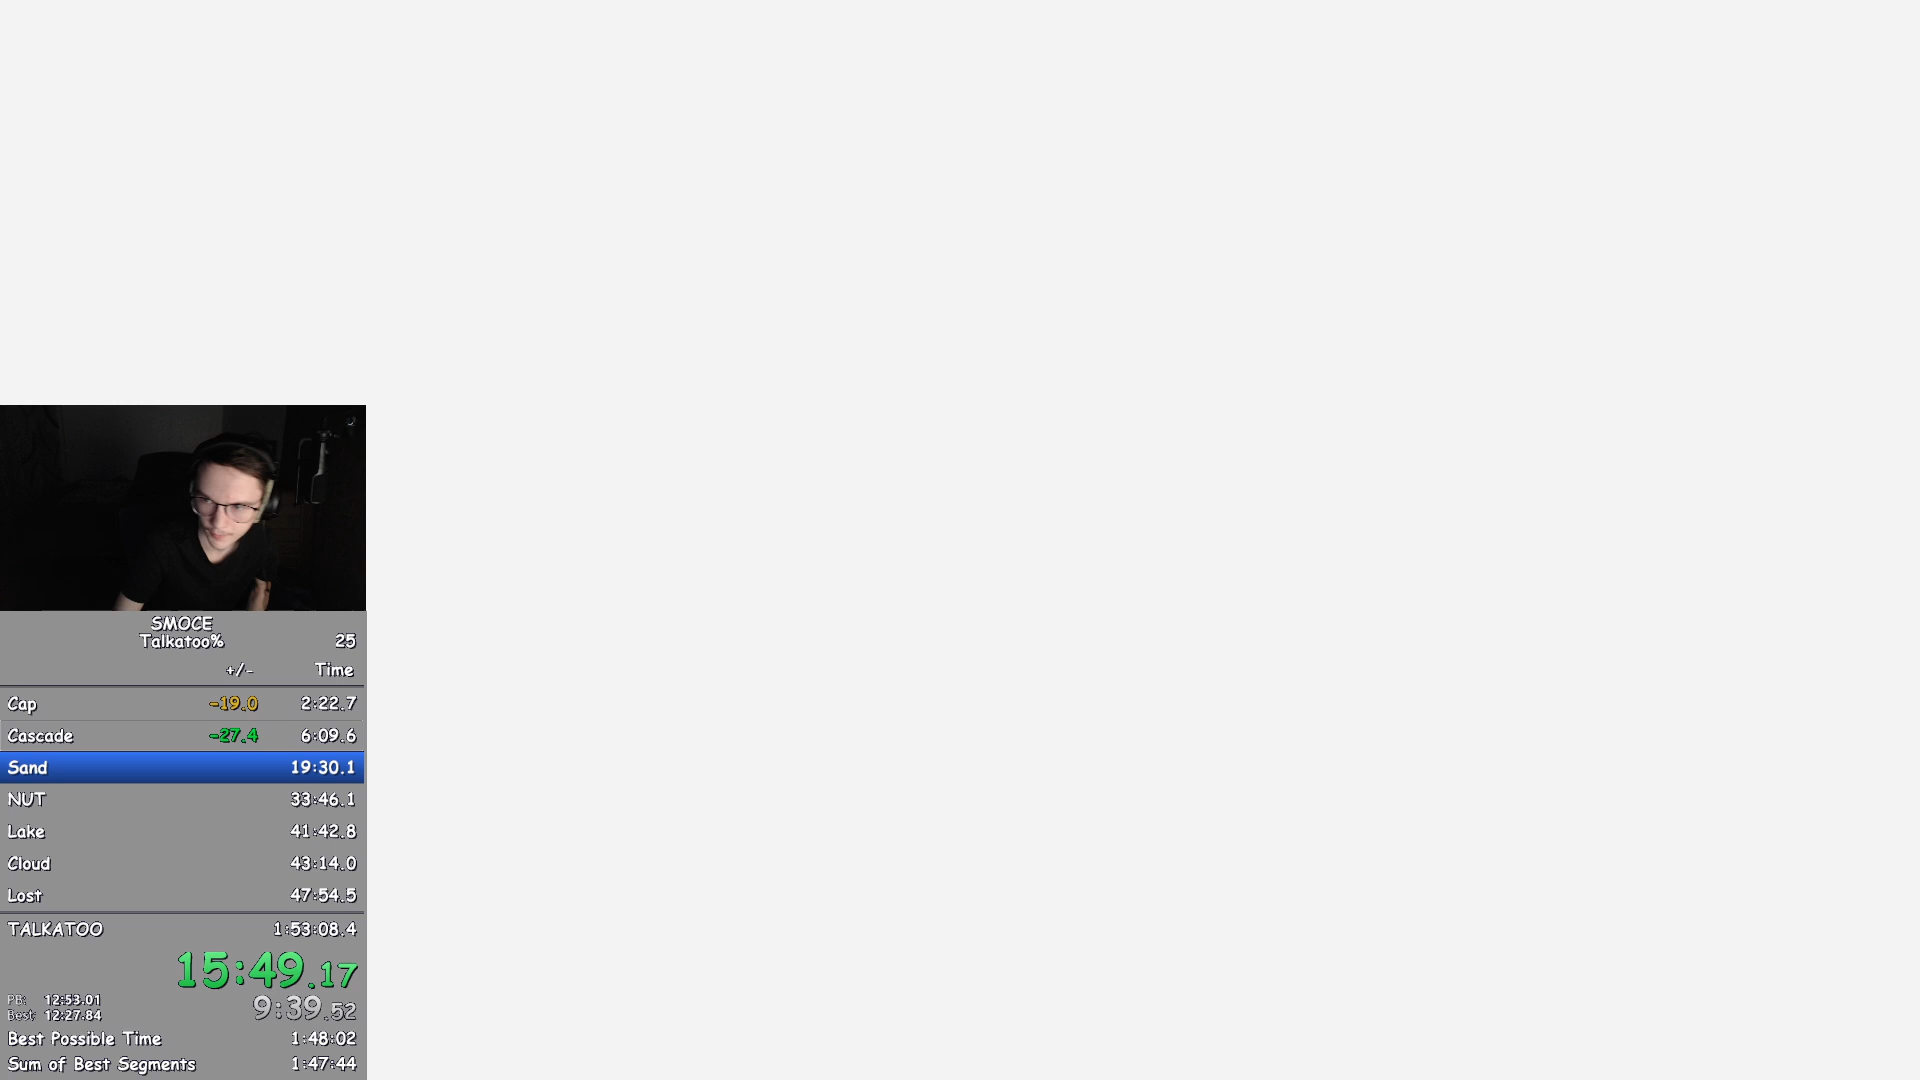 SMOCE
Talkatoo% 25
+/- Time
Cap -19.0 2:22.7
Cascade -27.4 6:09.6
Sand 19:30.1
NUT 33:46.1
Lake 41:42.8
Cloud 43:14.0
Lost 47:54.5
TALKATOO 1:53:08.4
15:49.17
PB: 12:53.01
Best: 12:27.84
9:39.52
Best Possible Time 1:48:02
Sum of Best Segments 1:47:44